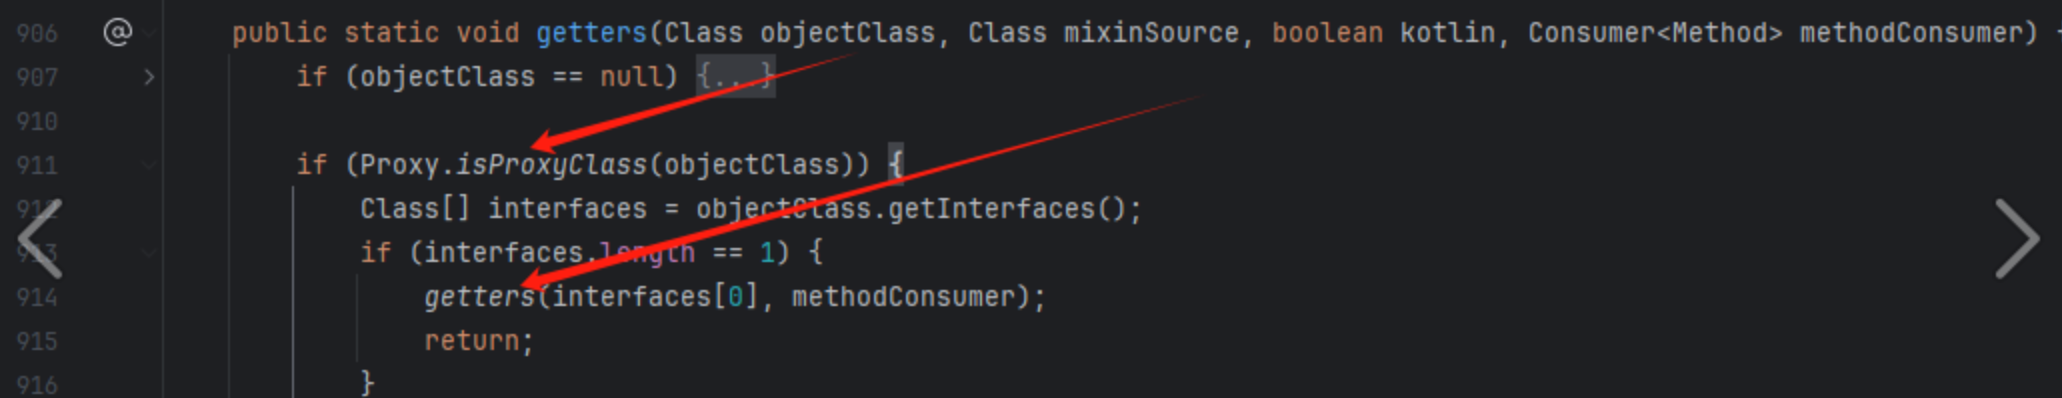 906 @ public static void getters(Class objectClass, Class mixinSource, boolean kotlin, Consumer<Method> methodConsumer) {
907 > if (objectClass == null) {...}
910
911 if (Proxy.isProxyClass(objectClass)) {
912 Class[] interfaces = objectClass.getInterfaces();
913 if (interfaces.length == 1) {
914 getters(interfaces[0], methodConsumer);
915 return;
916 }